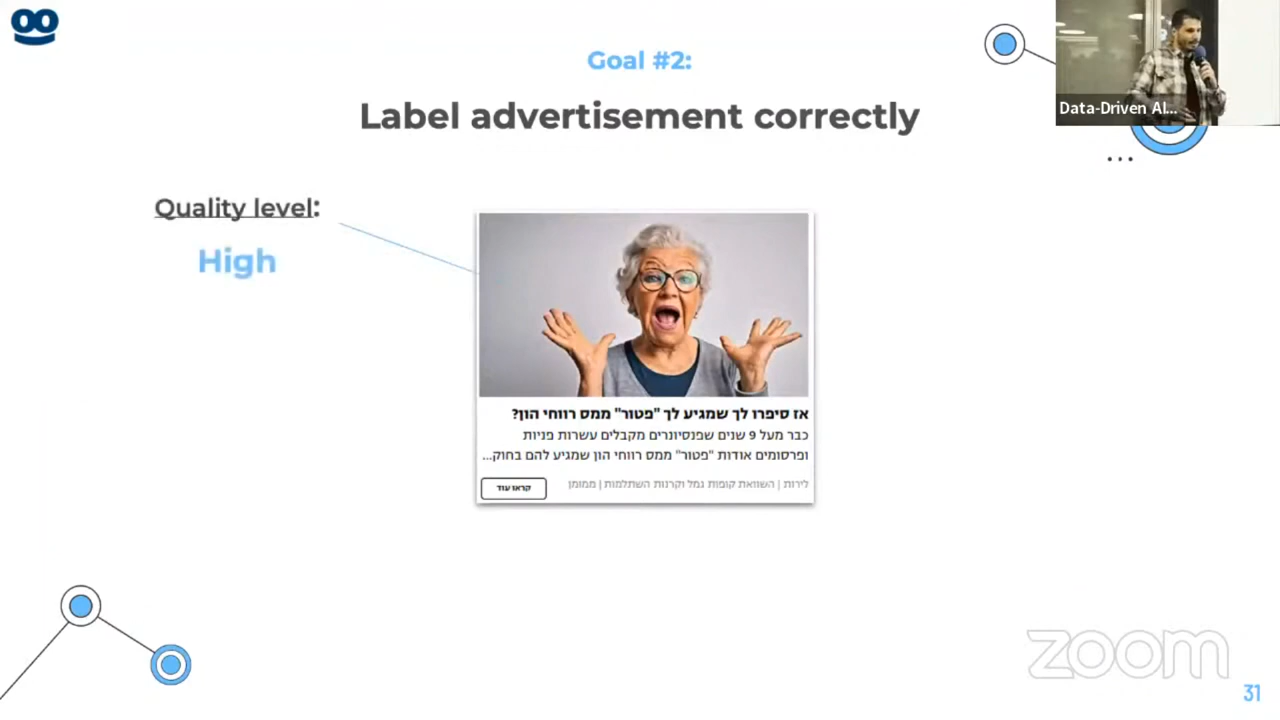 Goal #2:
Label advertisement correctly
Data-Driven AI...
...
Quality level:
High
אז סיפרו לך שמגיע לך "פטור" ממס רווחי הון?
כבר מעל 9 שנים שפנסיונרים מקבלים עשרות פניות
ופרסומים אודות "פטור" ממס רווחי הון שמגיע להם בחוק...
לירות | השוואת קופות גמל וקרנות השתלמות | ממומן
קראו עוד
zoom
31